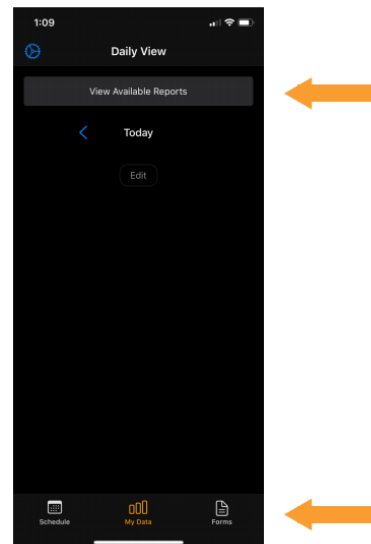 1:09
Daily View
View Available Reports
Today
Edit
Schedule
My Data
Forms